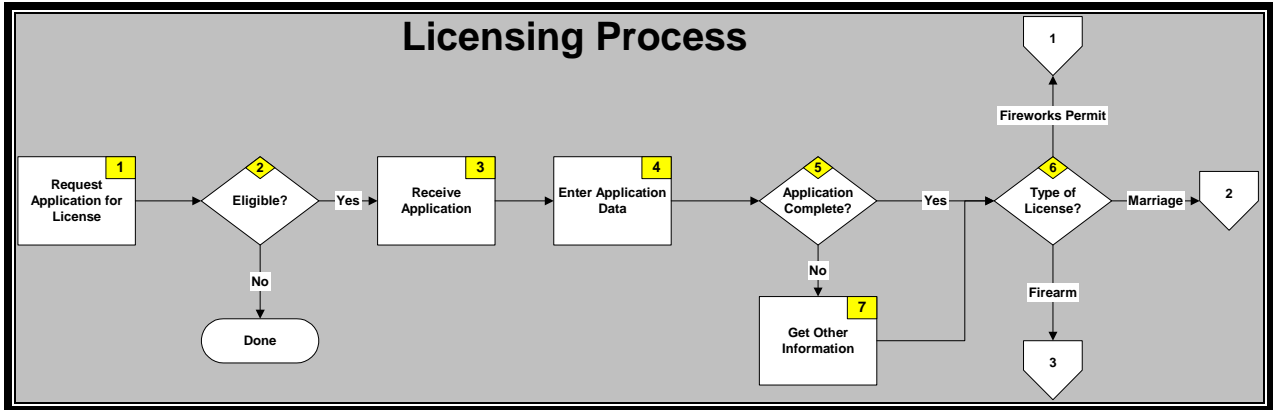 Licensing Process
1
Fireworks Permit
1
Request
Application for
License
2
Eligible?
Yes
3
Receive
Application
4
Enter Application
Data
5
Application
Complete?
Yes
6
Type of
License?
Marriage
2
No
Done
No
7
Get Other
Information
Firearm
3